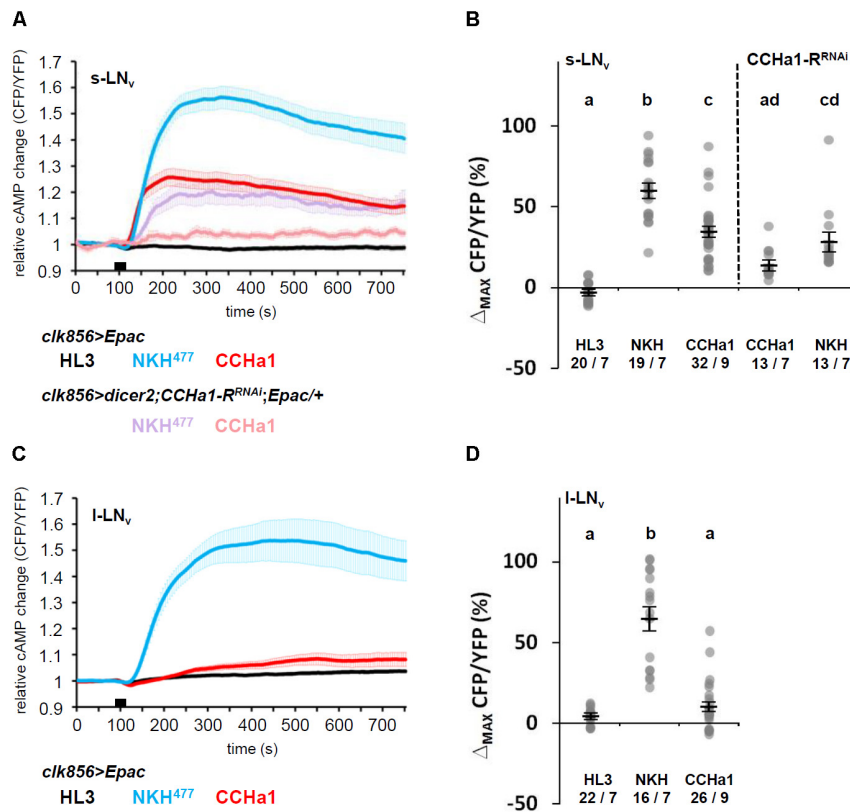 A
relative cAMP change (CFP/YFP)
1.7
1.6
1.5
1.4
1.3
1.2
1.1
1
0.9
s-LNv
0 100 200 300 400 500 600 700
time (s)
clk856>Epac
HL3 NKH477 CCHa1
clk856>dicer2;CCHa1-RRNAi;Epac/+
NKH477 CCHa1
B
s-LNv CCHa1-RRNAi
a b c ad cd
△MAX CFP/YFP (%)
100
50
0
-50
HL3 NKH CCHa1 CCHa1 NKH
20 / 7 19 / 7 32 / 9 13 / 7 13 / 7
C
relative cAMP change (CFP/YFP)
1.7
1.6
1.5
1.4
1.3
1.2
1.1
1
0.9
l-LNv
0 100 200 300 400 500 600 700
time (s)
clk856>Epac
HL3 NKH477 CCHa1
D
l-LNv
a b a
△MAX CFP/YFP (%)
100
50
0
-50
HL3 NKH CCHa1
22 / 7 16 / 7 26 / 9